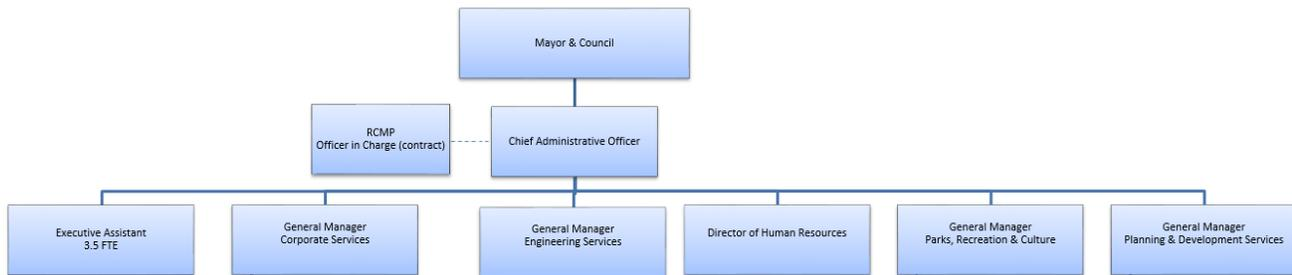 Mayor & Council
RCMP
Officer in Charge (contract)
Chief Administrative Officer
Executive Assistant
3.5 FTE
General Manager
Corporate Services
General Manager
Engineering Services
Director of Human Resources
General Manager
Parks, Recreation & Culture
General Manager
Planning & Development Services